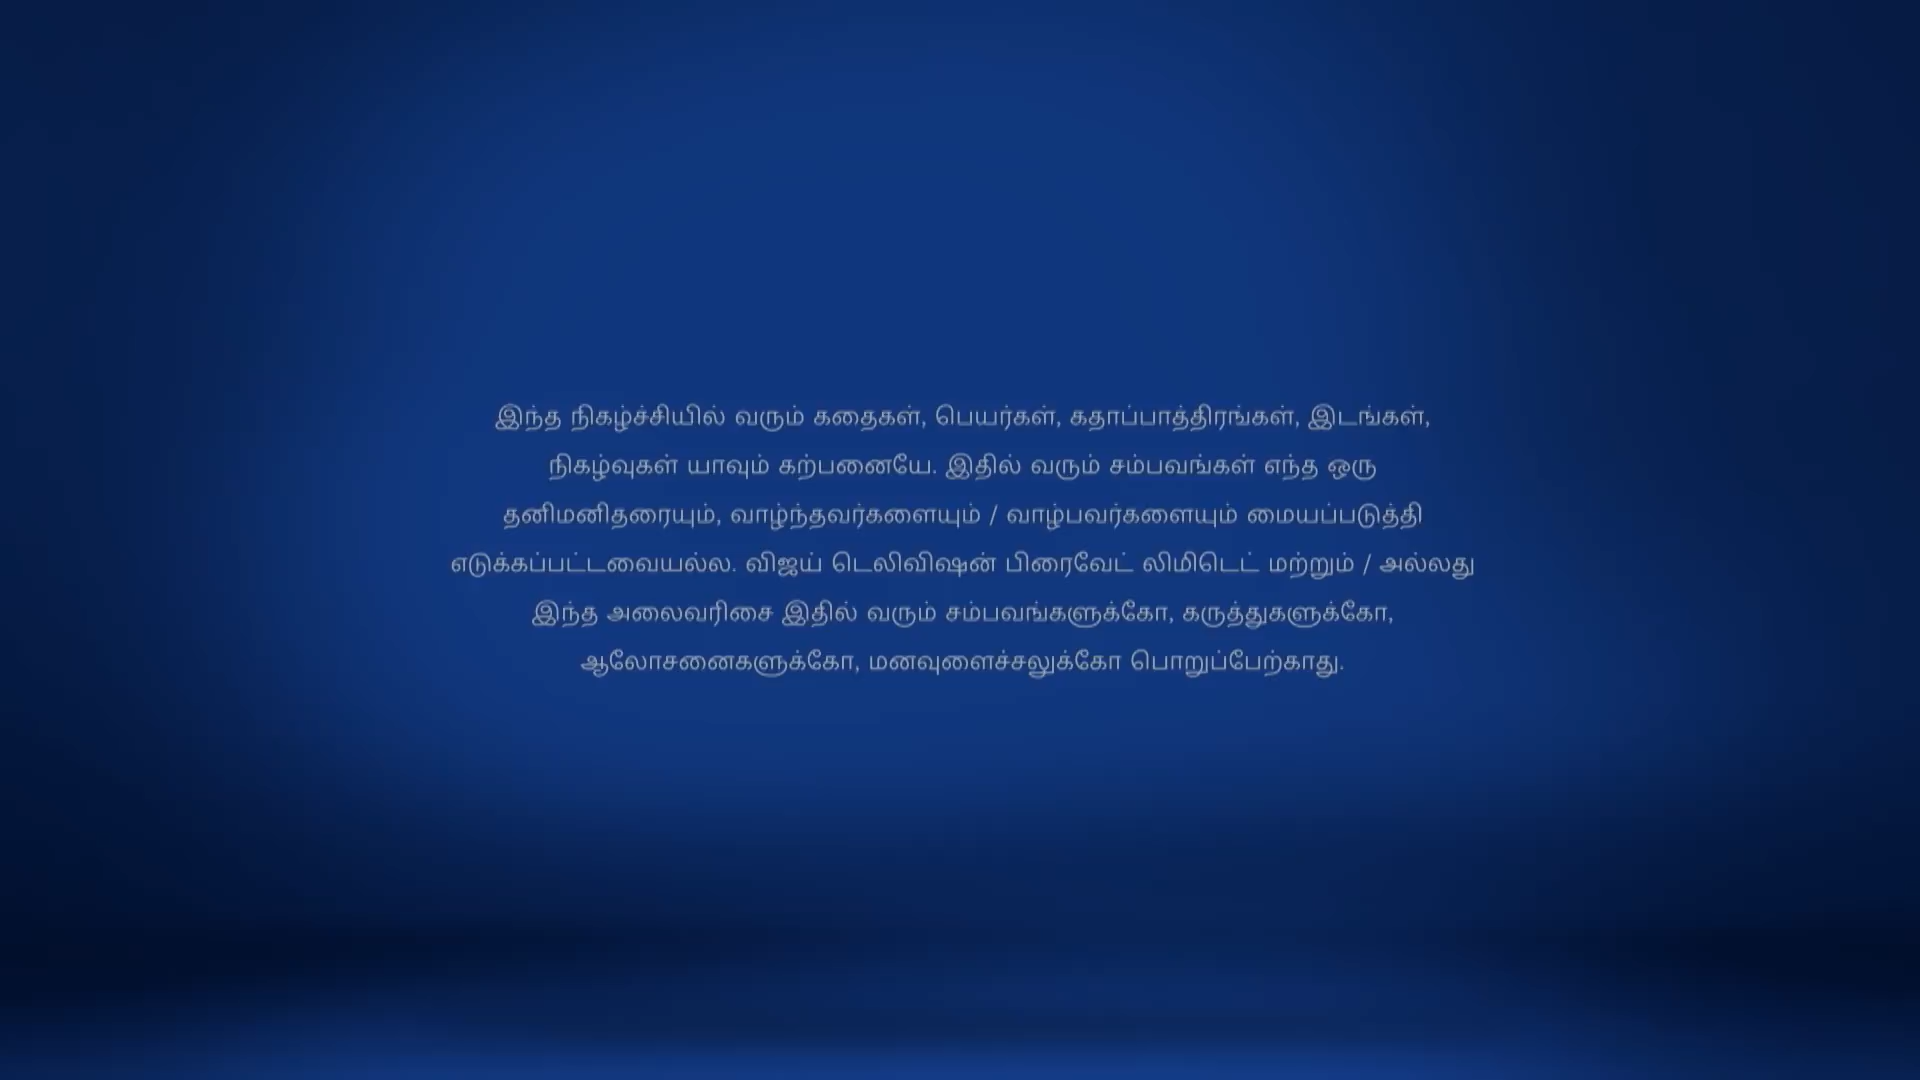 இந்த நிகழ்ச்சியில் வரும் கதைகள், பெயர்கள், கதாப்பாத்திரங்கள், இடங்கள்,
நிகழ்வுகள் யாவும் கற்பனையே. இதில் வரும் சம்பவங்கள் எந்த ஒரு
தனிமனிதரையும், வாழ்ந்தவர்களையும் / வாழ்பவர்களையும் மையப்படுத்தி
எடுக்கப்பட்டவையல்ல. விஜய் டெலிவிஷன் பிரைவேட் லிமிடெட் மற்றும் / அல்லது
இந்த அலைவரிசை இதில் வரும் சம்பவங்களுக்கோ, கருத்துகளுக்கோ,
ஆலோசனைகளுக்கோ, மனவுளைச்சலுக்கோ பொறுப்பேற்காது.